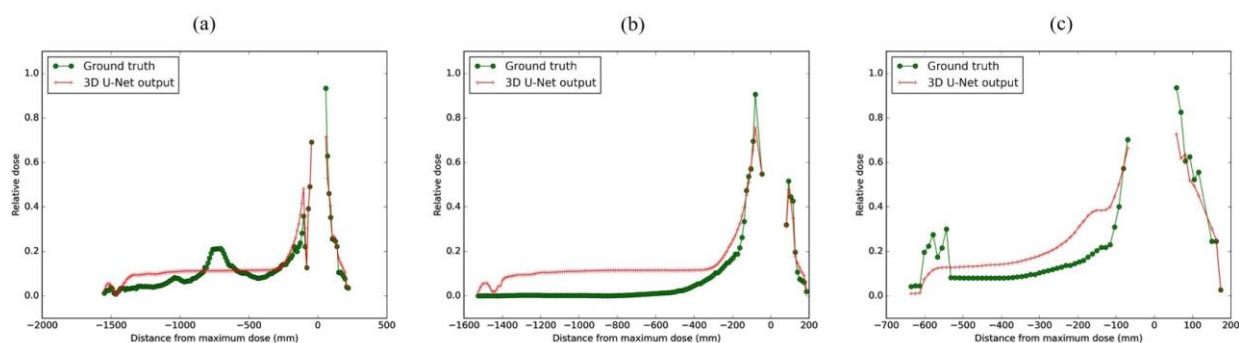 (a)
Ground truth
3D U-Net output
1.0
0.8
0.6
0.4
0.2
0.0
Relative dose
−2000 −1500 −1000 −500 0 500
Distance from maximum dose (mm)
(b)
Ground truth
3D U-Net output
1.0
0.8
0.6
0.4
0.2
0.0
Relative dose
−1600 −1400 −1200 −1000 −800 −600 −400 −200 0 200
Distance from maximum dose (mm)
(c)
Ground truth
3D U-Net output
1.0
0.8
0.6
0.4
0.2
0.0
Relative dose
−700 −600 −500 −400 −300 −200 −100 0 100 200
Distance from maximum dose (mm)